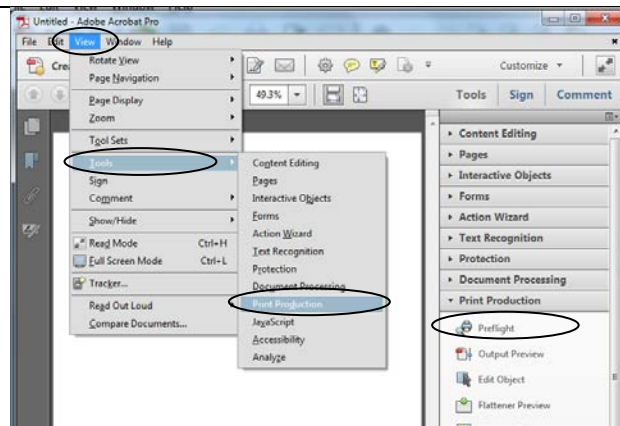 Untitled - Adobe Acrobat Pro
File Edit View Window Help
Customize
49.3%
Tools Sign Comment
Rotate View
Page Navigation
Page Display
Zoom
Tool Sets
Tools
Sign
Comment
Show/Hide
Read Mode Ctrl+H
Full Screen Mode Ctrl+L
Tracker...
Read Out Loud
Compare Documents...
Content Editing
Pages
Interactive Objects
Forms
Action Wizard
Text Recognition
Protection
Document Processing
Print Production
JavaScript
Accessibility
Analyze
Content Editing
Pages
Interactive Objects
Forms
Action Wizard
Text Recognition
Protection
Document Processing
Print Production
Preflight
Output Preview
Edit Object
Flattener Preview